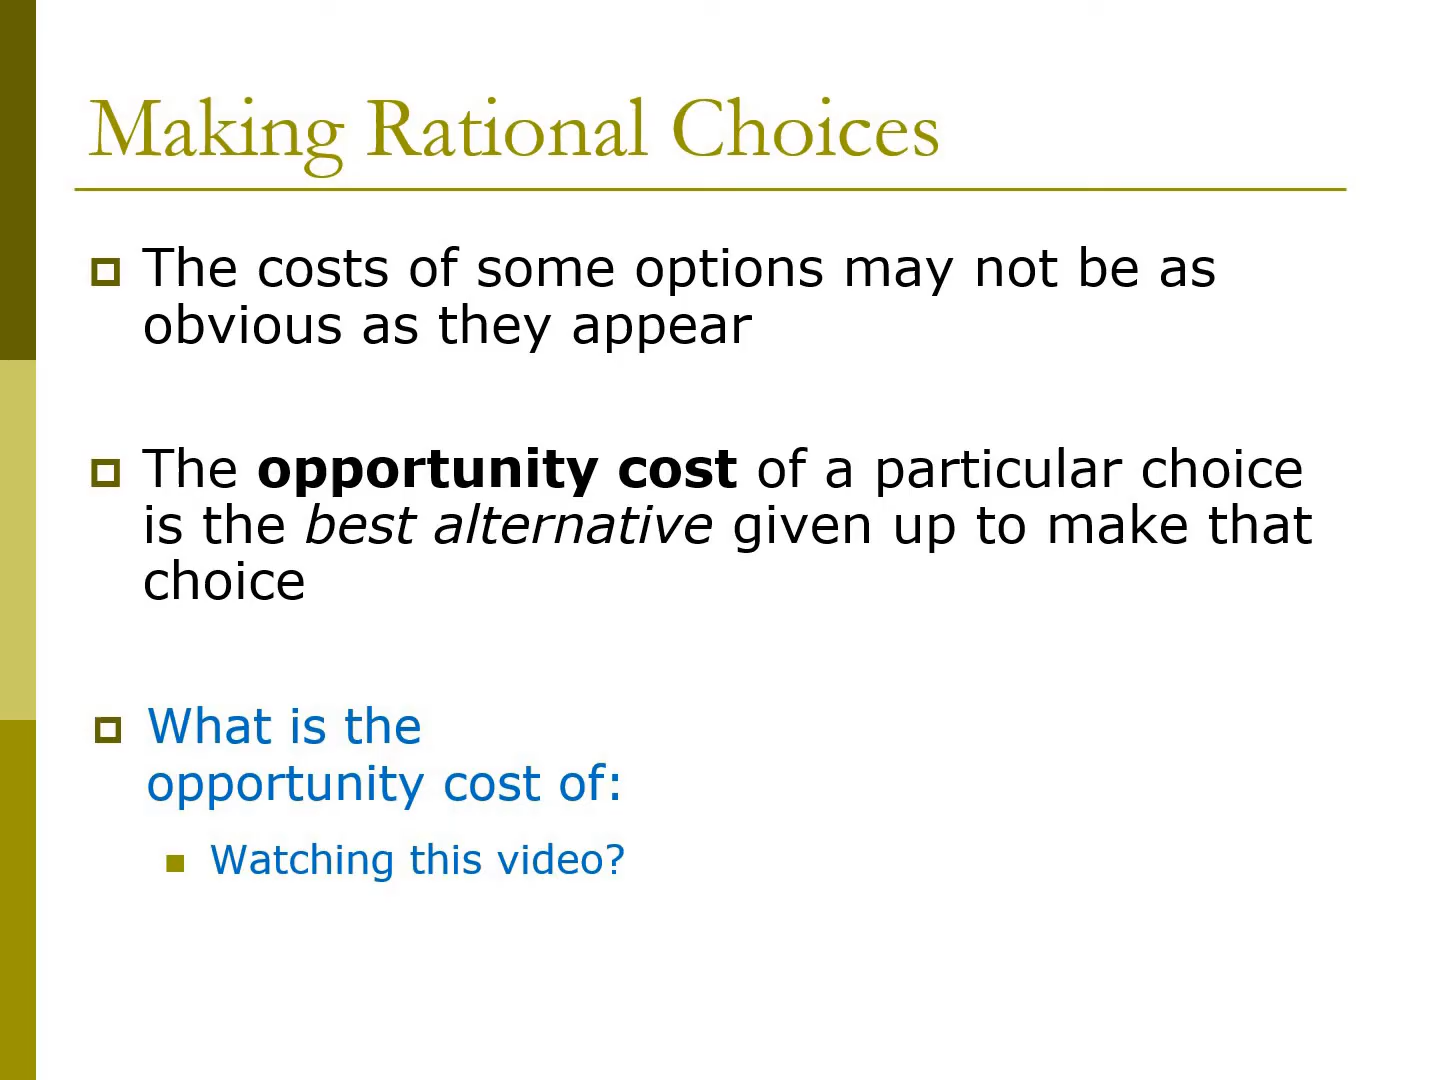 Making Rational Choices
The costs of some options may not be as
obvious as they appear
The opportunity cost of a particular choice
is the best alternative given up to make that
choice
What is the
opportunity cost of:
Watching this video?